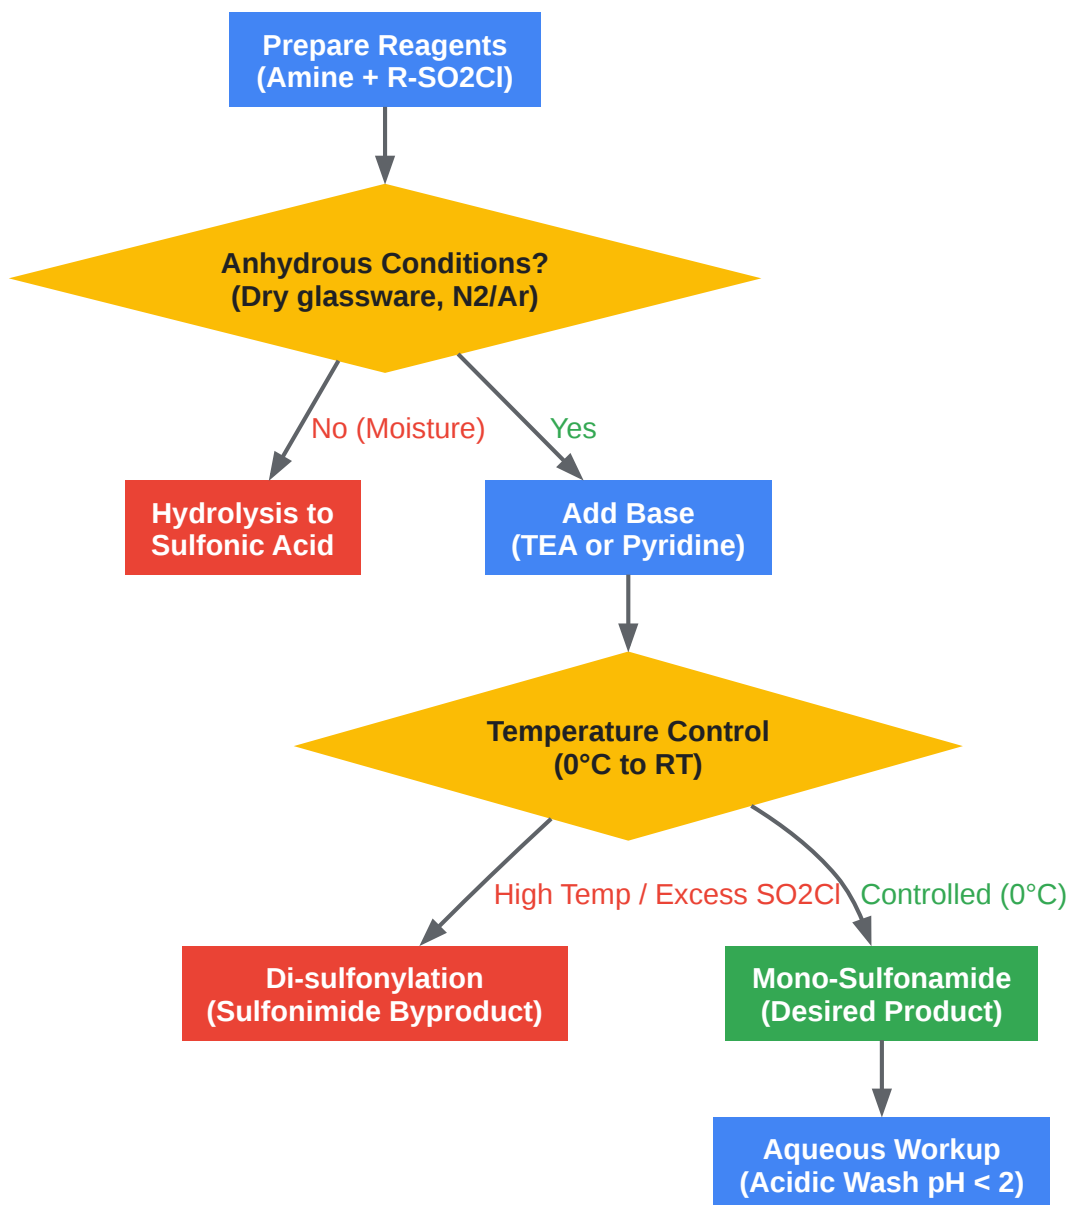 Prepare Reagents
(Amine + R-SO2Cl)
Anhydrous Conditions?
(Dry glassware, N2/Ar)
No (Moisture)
Yes
Hydrolysis to
Sulfonic Acid
Add Base
(TEA or Pyridine)
Temperature Control
(0°C to RT)
High Temp / Excess SO2Cl
Controlled (0°C)
Di-sulfonylation
(Sulfonimide Byproduct)
Mono-Sulfonamide
(Desired Product)
Aqueous Workup
(Acidic Wash pH < 2)